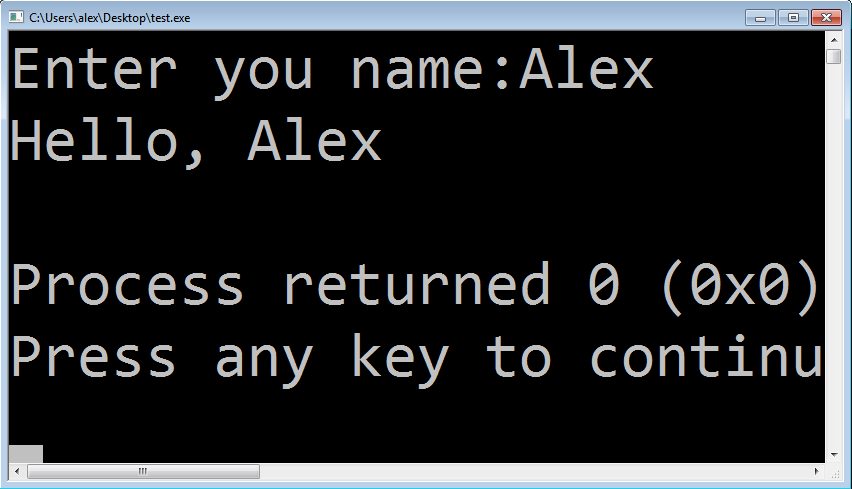 C:\Users\alex\Desktop\test.exe
Enter you name:Alex
Hello, Alex
Process returned 0 (0x0)
Press any key to continu